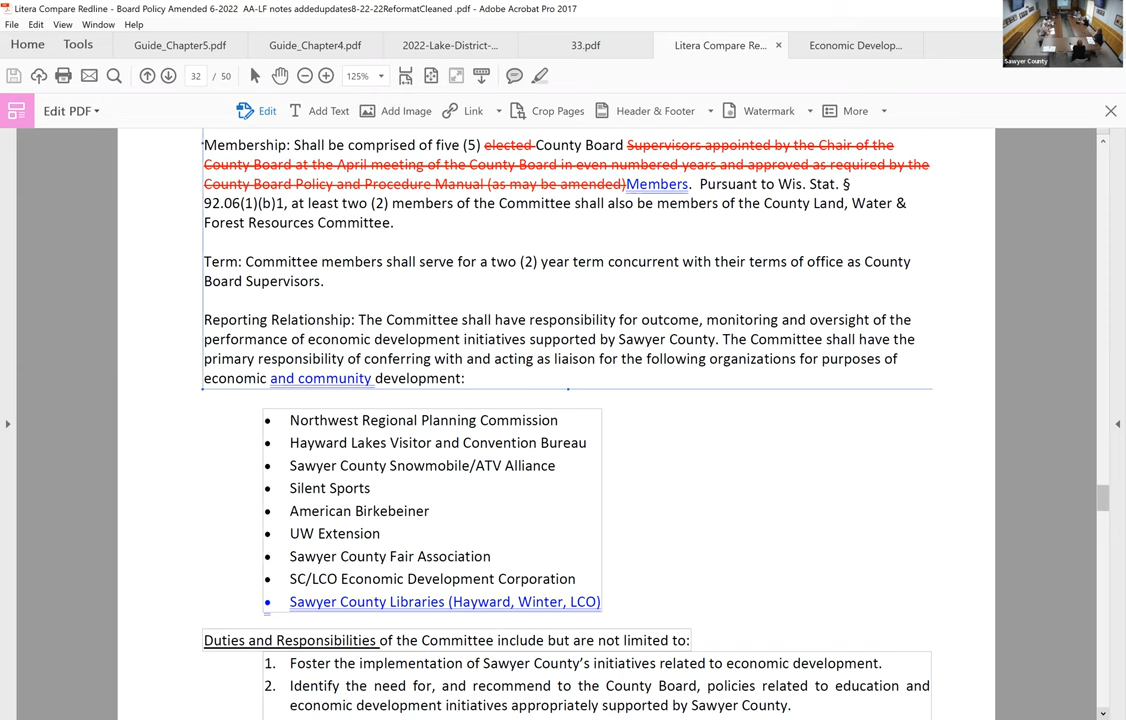 Litera Compare Redline - Board Policy Amended 6-2022 AA-LF notes addedupdates8-22-22ReformatCleaned .pdf - Adobe Acrobat Pro 2017
File Edit View Window Help
Home Tools Guide_Chapter5.pdf Guide_Chapter4.pdf 2022-Lake-District-... 33.pdf Litera Compare Re... × Economic Develop...
Sawyer County
32 / 50 125%
Edit PDF Edit Add Text Add Image Link Crop Pages Header & Footer Watermark More
Membership: Shall be comprised of five (5) elected County Board Supervisors appointed by the Chair of the
County Board at the April meeting of the County Board in even numbered years and approved as required by the
County Board Policy and Procedure Manual (as may be amended)Members. Pursuant to Wis. Stat. §
92.06(1)(b)1, at least two (2) members of the Committee shall also be members of the County Land, Water &
Forest Resources Committee.
Term: Committee members shall serve for a two (2) year term concurrent with their terms of office as County
Board Supervisors.
Reporting Relationship: The Committee shall have responsibility for outcome, monitoring and oversight of the
performance of economic development initiatives supported by Sawyer County. The Committee shall have the
primary responsibility of conferring with and acting as liaison for the following organizations for purposes of
economic and community development:
• Northwest Regional Planning Commission
• Hayward Lakes Visitor and Convention Bureau
• Sawyer County Snowmobile/ATV Alliance
• Silent Sports
• American Birkebeiner
• UW Extension
• Sawyer County Fair Association
• SC/LCO Economic Development Corporation
• Sawyer County Libraries (Hayward, Winter, LCO)
Duties and Responsibilities of the Committee include but are not limited to:
1. Foster the implementation of Sawyer County's initiatives related to economic development.
2. Identify the need for, and recommend to the County Board, policies related to education and
economic development initiatives appropriately supported by Sawyer County.